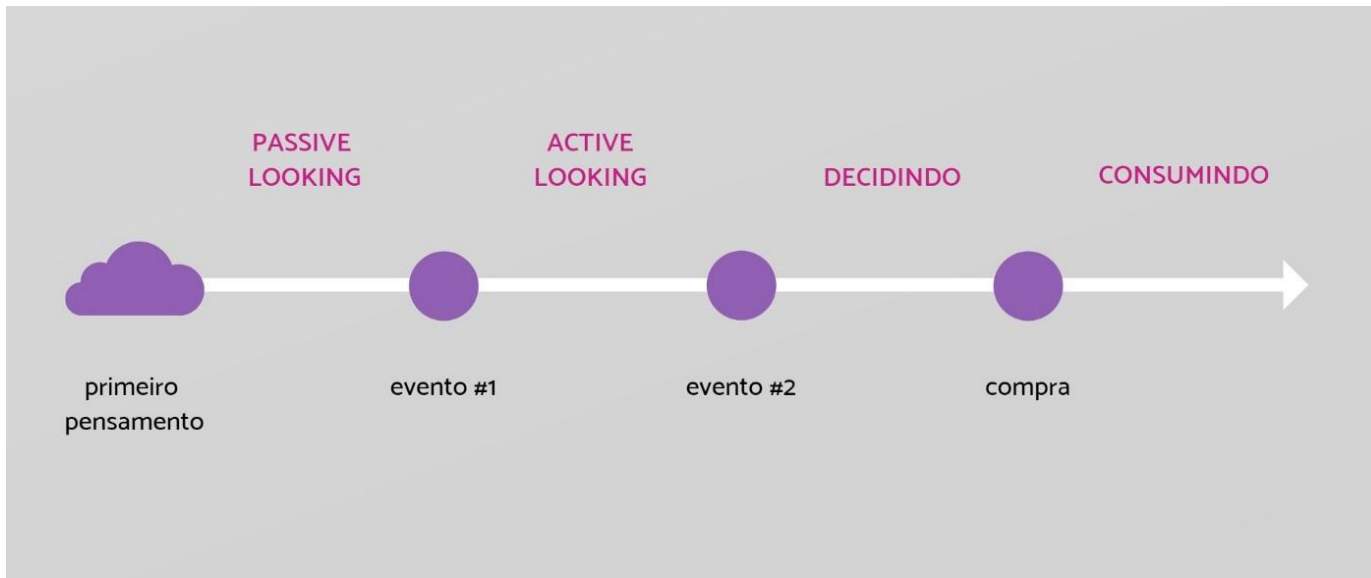 PASSIVE
LOOKING
ACTIVE
LOOKING
DECIDINDO
CONSUMINDO
primeiro
pensamento
evento #1
evento #2
compra